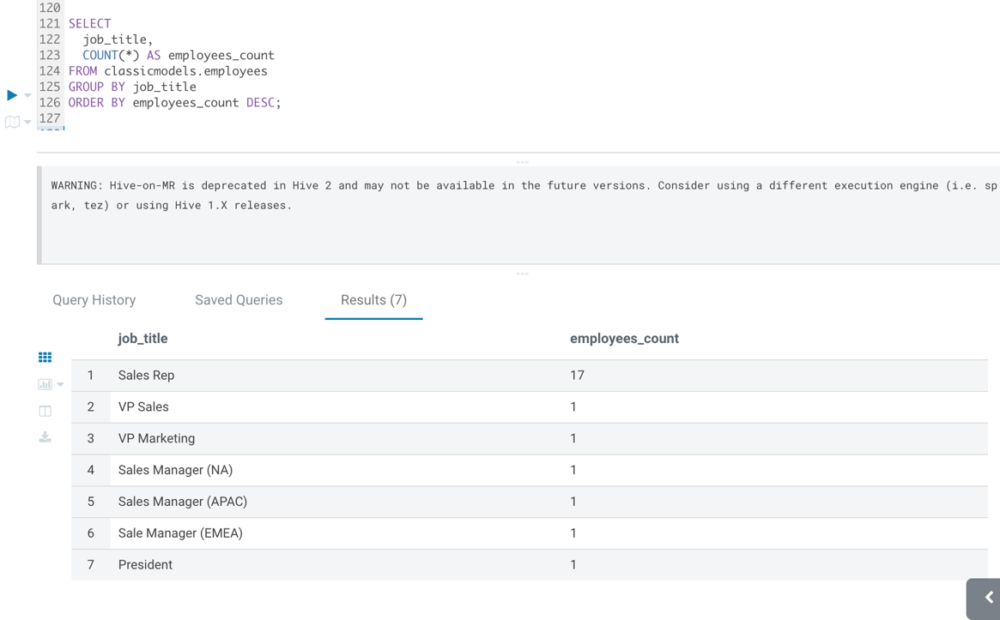 120
121 SELECT
122   job_title,
123   COUNT(*) AS employees_count
124 FROM classicmodels.employees
125 GROUP BY job_title
126 ORDER BY employees_count DESC;
127
WARNING: Hive-on-MR is deprecated in Hive 2 and may not be available in the future versions. Consider using a different execution engine (i.e. sp
ark, tez) or using Hive 1.X releases.
Query History Saved Queries Results (7)
job_title employees_count
1 Sales Rep 17
2 VP Sales 1
3 VP Marketing 1
4 Sales Manager (NA) 1
5 Sales Manager (APAC) 1
6 Sale Manager (EMEA) 1
7 President 1